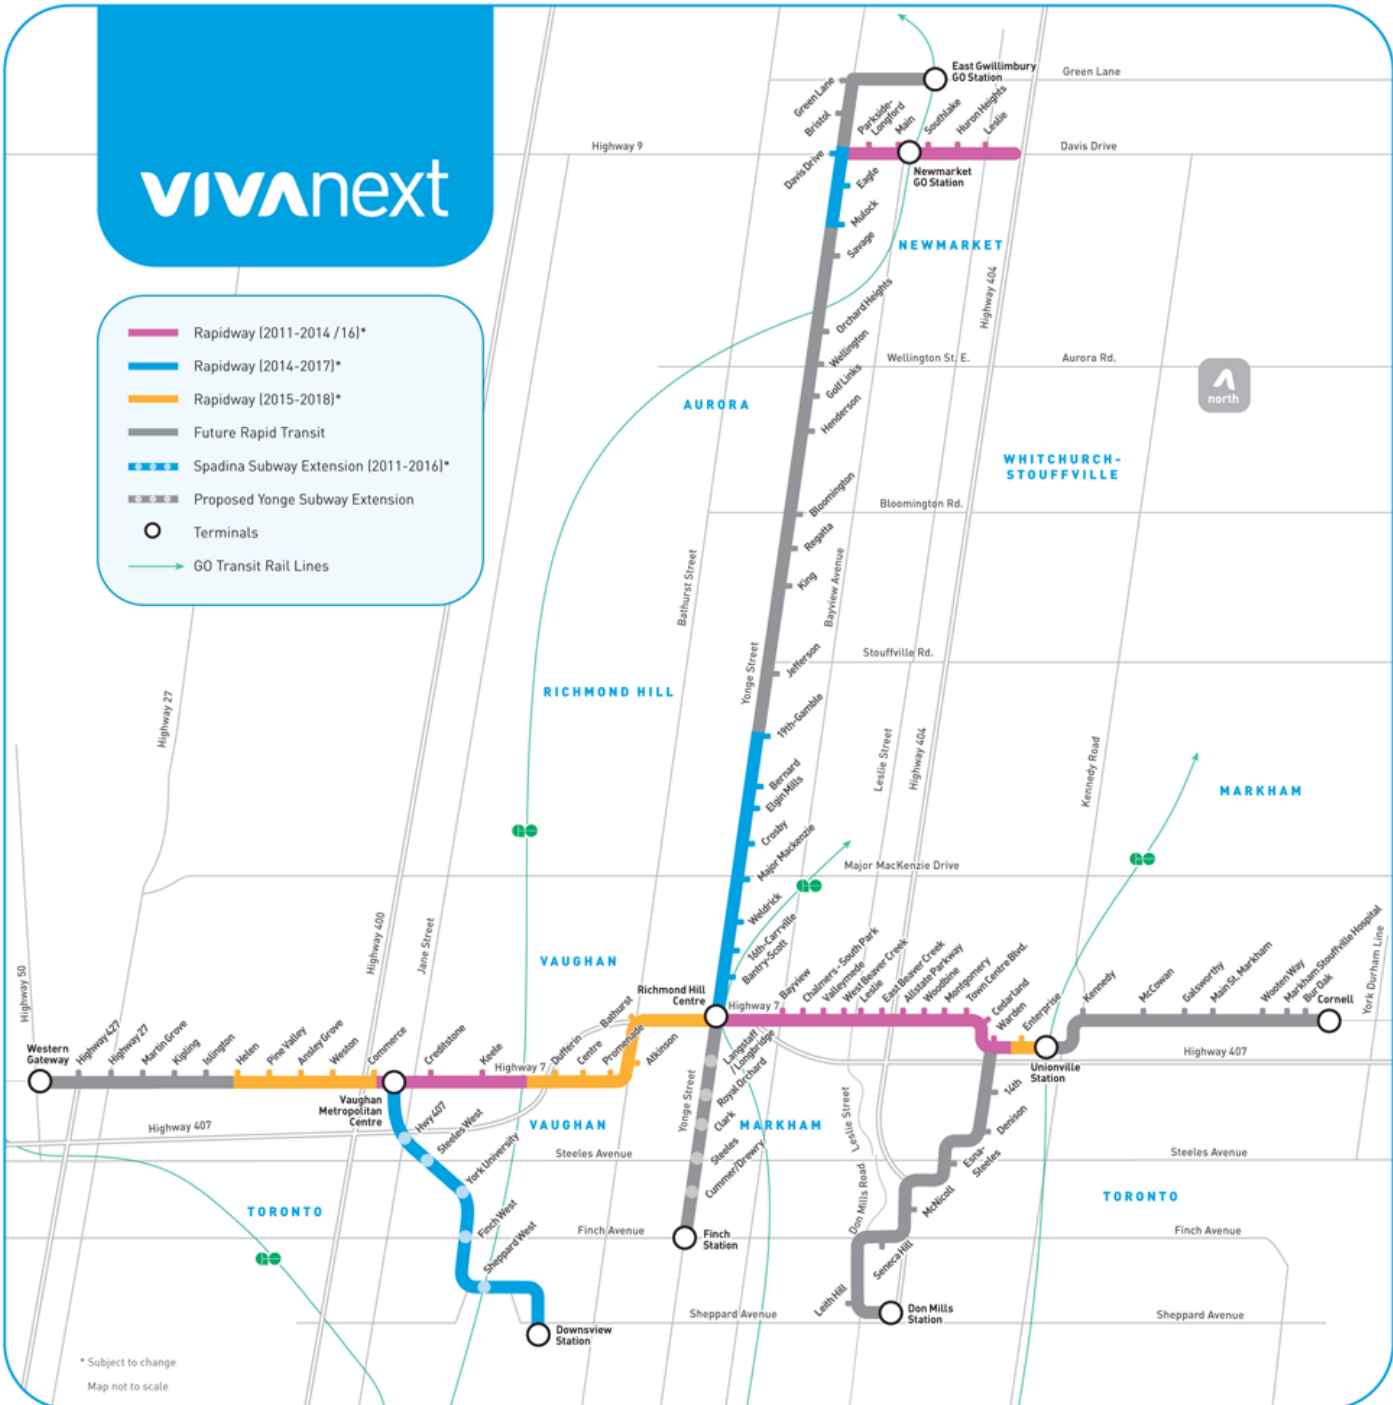 vivanext
Rapidway (2011-2014 /16)*
Rapidway (2014-2017)*
Rapidway (2015-2018)*
Future Rapid Transit
Spadina Subway Extension (2011-2016)*
Proposed Yonge Subway Extension
Terminals
GO Transit Rail Lines
East Gwillimbury
GO Station
Green Lane
Green Lane
Bristol
Parkside-
Longford
Main
Southlake
Huron Heights
Leslie
Highway 9
Davis Drive
Davis Drive
Newmarket
GO Station
Eagle
Mulock
Savage
NEWMARKET
Highway 404
Orchard Heights
Wellington
Wellington St. E.
Aurora Rd.
north
Golf Links
Henderson
AURORA
WHITCHURCH-
STOUFFVILLE
Bloomington
Bloomington Rd.
Regatta
King
Bathurst Street
Bayview Avenue
Yonge Street
Jefferson
Stouffville Rd.
RICHMOND HILL
Highway 27
19th-Gamble
Leslie Street
Highway 404
Kennedy Road
MARKHAM
Bernard
Elgin Mills
Crosby
Major Mackenzie
Major MacKenzie Drive
Weldrick
16th-Carrville
Bantry-Scott
Highway 400
Jane Street
VAUGHAN
Highway 50
Richmond Hill
Centre
Highway 7
Bayview
Chalmers-South Park
Valleymede
West Beaver Creek
Leslie
East Beaver Creek
Allstate Parkway
Woodbine
Montgomery
Town Centre Blvd.
Cedarland
Warden
Enterprise
Kennedy
McCowan
Galsworthy
Main St. Markham
Wooten Way
Markham Stouffville Hospital
Bur Oak
Cornell
York Durham Line
Western
Gateway
Highway 427
Highway 27
Martin Grove
Kipling
Islington
Helen
Pine Valley
Ansley Grove
Weston
Commerce
Creditstone
Keele
Highway 7
Dufferin
Centre
Promenade
Bathurst
Atkinson
Highway 407
Unionville
Station
Vaughan
Metropolitan
Centre
Highway 407
Hwy 407
Steeles West
York University
Finch West
Sheppard West
Downsview
Station
VAUGHAN
Steeles Avenue
Yonge Street
Langstaff
/ Longbridge
Royal Orchard
Clark
Steeles
Cummer/Drewry
MARKHAM
Finch Avenue
Finch
Station
Leslie Street
Don Mills Road
14th
Denison
Esna-
Steeles
McNicoll
Seneca Hill
Leith Hill
Don Mills
Station
Steeles Avenue
TORONTO
TORONTO
Finch Avenue
Sheppard Avenue
Sheppard Avenue
* Subject to change
Map not to scale